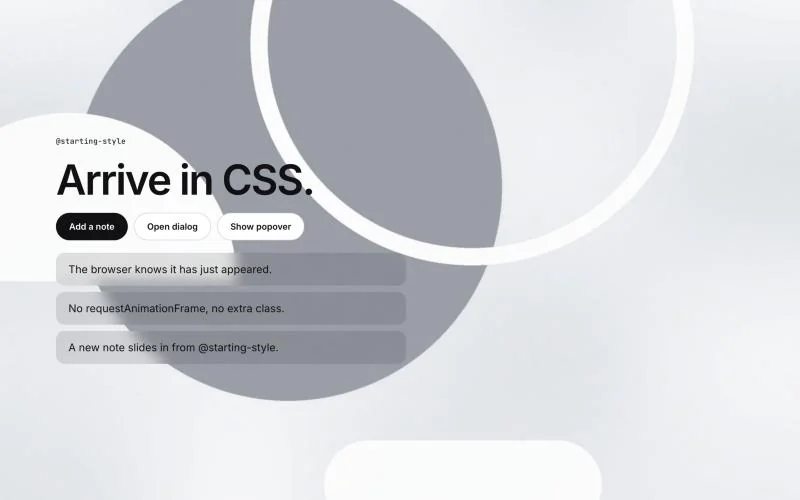 @starting-style
Arrive in CSS.
Add a note
Open dialog
Show popover
The browser knows it has just appeared.
No requestAnimationFrame, no extra class.
A new note slides in from @starting-style.